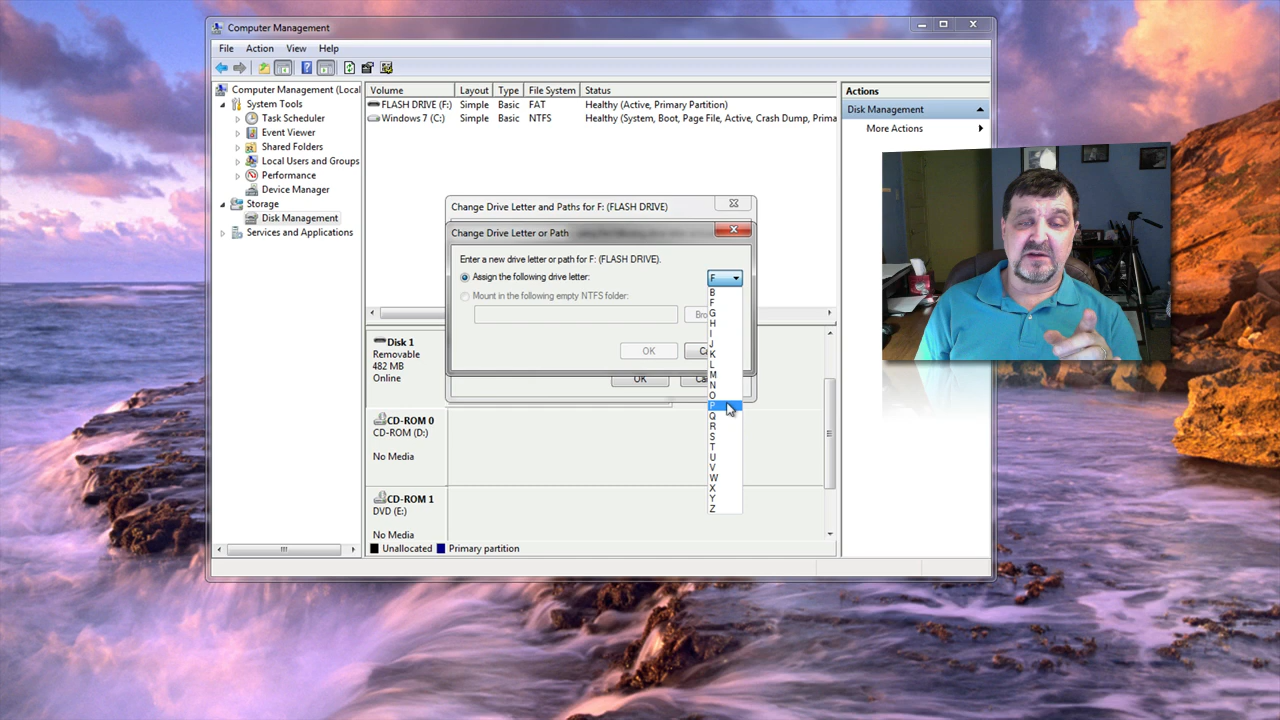 Computer Management
File Action View Help
Computer Management (Local
System Tools
Task Scheduler
Event Viewer
Shared Folders
Local Users and Groups
Performance
Device Manager
Storage
Disk Management
Services and Applications
Volume Layout Type File System Status
FLASH DRIVE (F:) Simple Basic FAT Healthy (Active, Primary Partition)
Windows 7 (C:) Simple Basic NTFS Healthy (System, Boot, Page File, Active, Crash Dump, Prima
Actions
Disk Management
More Actions
Change Drive Letter and Paths for F: (FLASH DRIVE)
Change Drive Letter or Path
Enter a new drive letter or path for F: (FLASH DRIVE).
Assign the following drive letter: F
Mount in the following empty NTFS folder:
Bro
OK Ca
B
F
G
H
I
J
K
L
M
N
O
P
Q
R
S
T
U
V
W
X
Y
Z
OK Ca
Disk 1
Removable
482 MB
Online
CD-ROM 0
CD-ROM (D:)
No Media
CD-ROM 1
DVD (E:)
No Media
Unallocated Primary partition